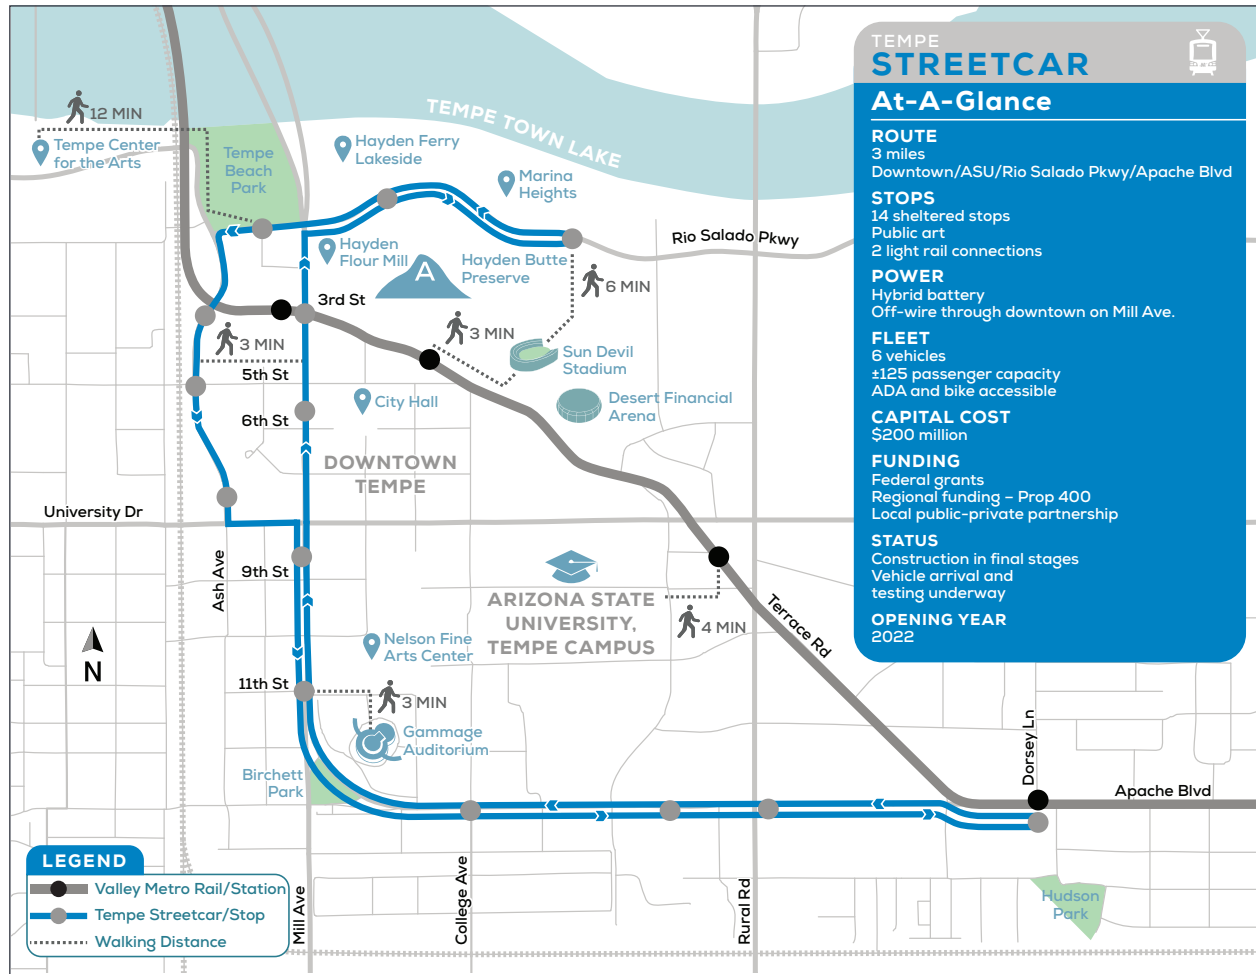 TEMPE
STREETCAR
At-A-Glance
ROUTE
3 miles
Downtown/ASU/Rio Salado Pkwy/Apache Blvd
STOPS
14 sheltered stops
Public art
2 light rail connections
POWER
Hybrid battery
Off-wire through downtown on Mill Ave.
FLEET
6 vehicles
±125 passenger capacity
ADA and bike accessible
CAPITAL COST
$200 million
FUNDING
Federal grants
Regional funding – Prop 400
Local public-private partnership
STATUS
Construction in final stages
Vehicle arrival and
testing underway
OPENING YEAR
2022
12 MIN
Tempe Center
for the Arts
Tempe
Beach
Park
Hayden Ferry
Lakeside
TEMPE TOWN LAKE
Marina
Heights
Rio Salado Pkwy
Hayden
Flour Mill
A
Hayden Butte
Preserve
6 MIN
3rd St
3 MIN
3 MIN
Sun Devil
Stadium
5th St
City Hall
Desert Financial
Arena
6th St
DOWNTOWN
TEMPE
University Dr
Ash Ave
9th St
ARIZONA STATE
UNIVERSITY,
TEMPE CAMPUS
4 MIN
Terrace Rd
N
Nelson Fine
Arts Center
11th St
3 MIN
Gammage
Auditorium
Birchett
Park
Dorsey Ln
Apache Blvd
Mill Ave
College Ave
Rural Rd
Hudson
Park
LEGEND
Valley Metro Rail/Station
Tempe Streetcar/Stop
Walking Distance